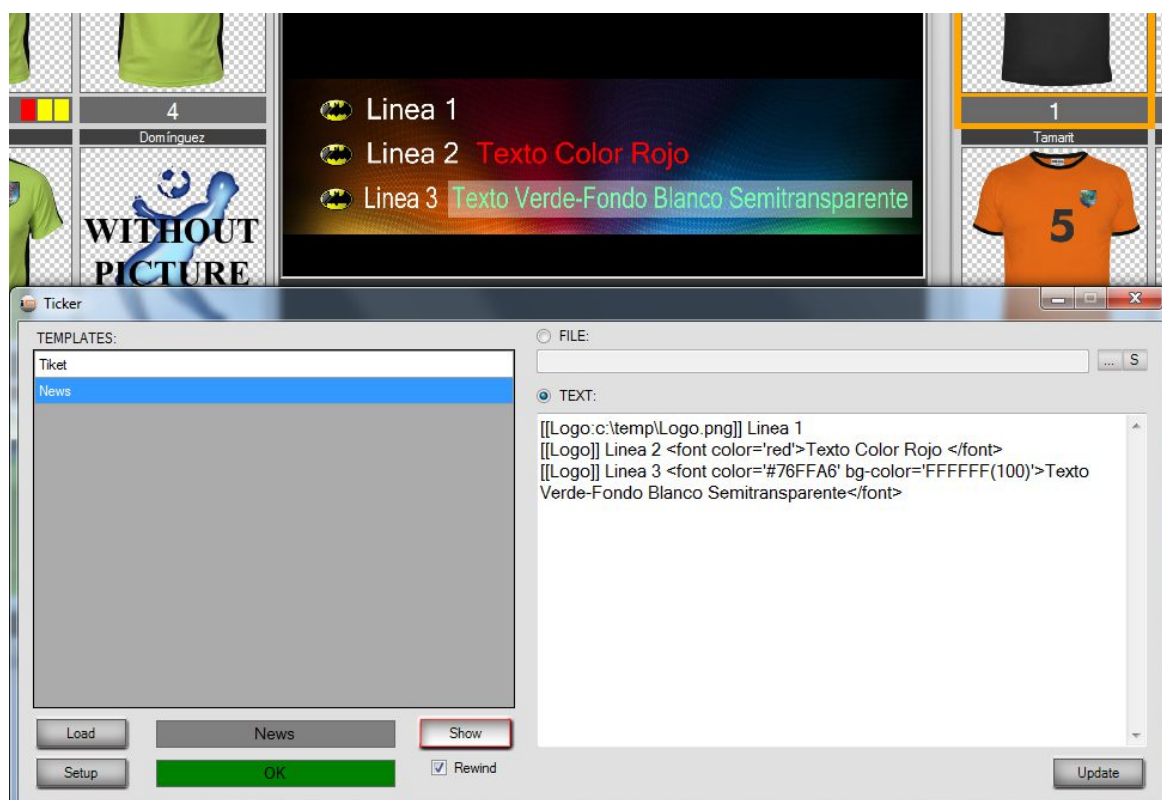 4
Domínguez
WITHOUT
PICTURE
Linea 1
Linea 2 Texto Color Rojo
Linea 3 Texto Verde-Fondo Blanco Semitransparente
1
Tamarit
5
Ticker
TEMPLATES:
Tiket
News
FILE:
... S
TEXT:
[[Logo:c:\temp\Logo.png]] Linea 1
[[Logo]] Linea 2 <font color='red'>Texto Color Rojo </font>
[[Logo]] Linea 3 <font color='#76FFA6' bg-color='FFFFFF(100)'>Texto
Verde-Fondo Blanco Semitransparente</font>
Load
News
Show
Setup
OK
Rewind
Update